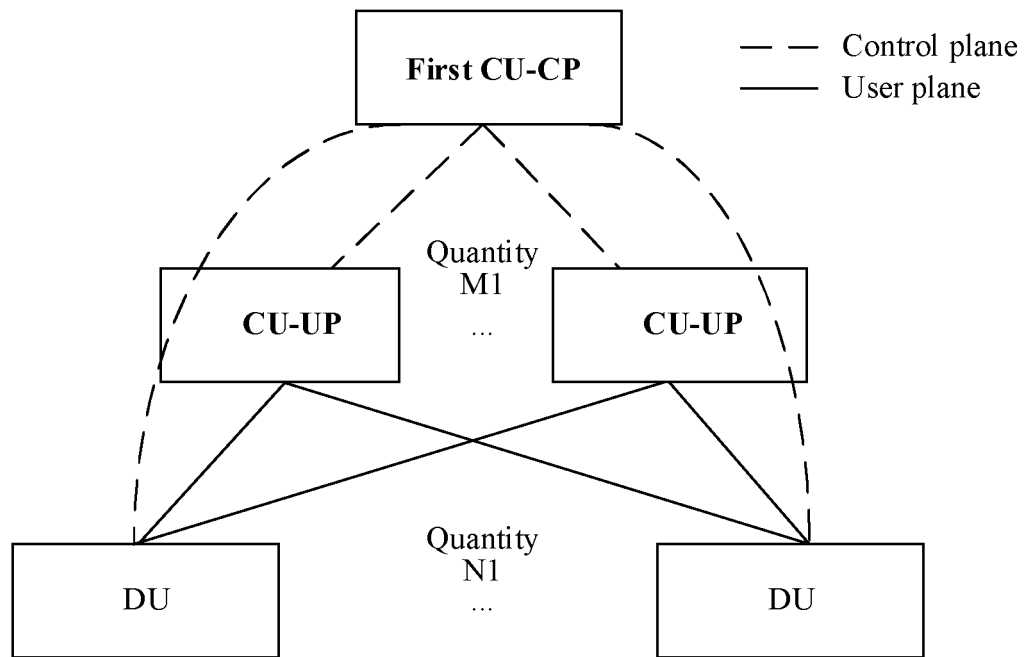 First CU-CP
Control plane
User plane
Quantity
M1
...
CU-UP
CU-UP
Quantity
N1
...
DU
DU